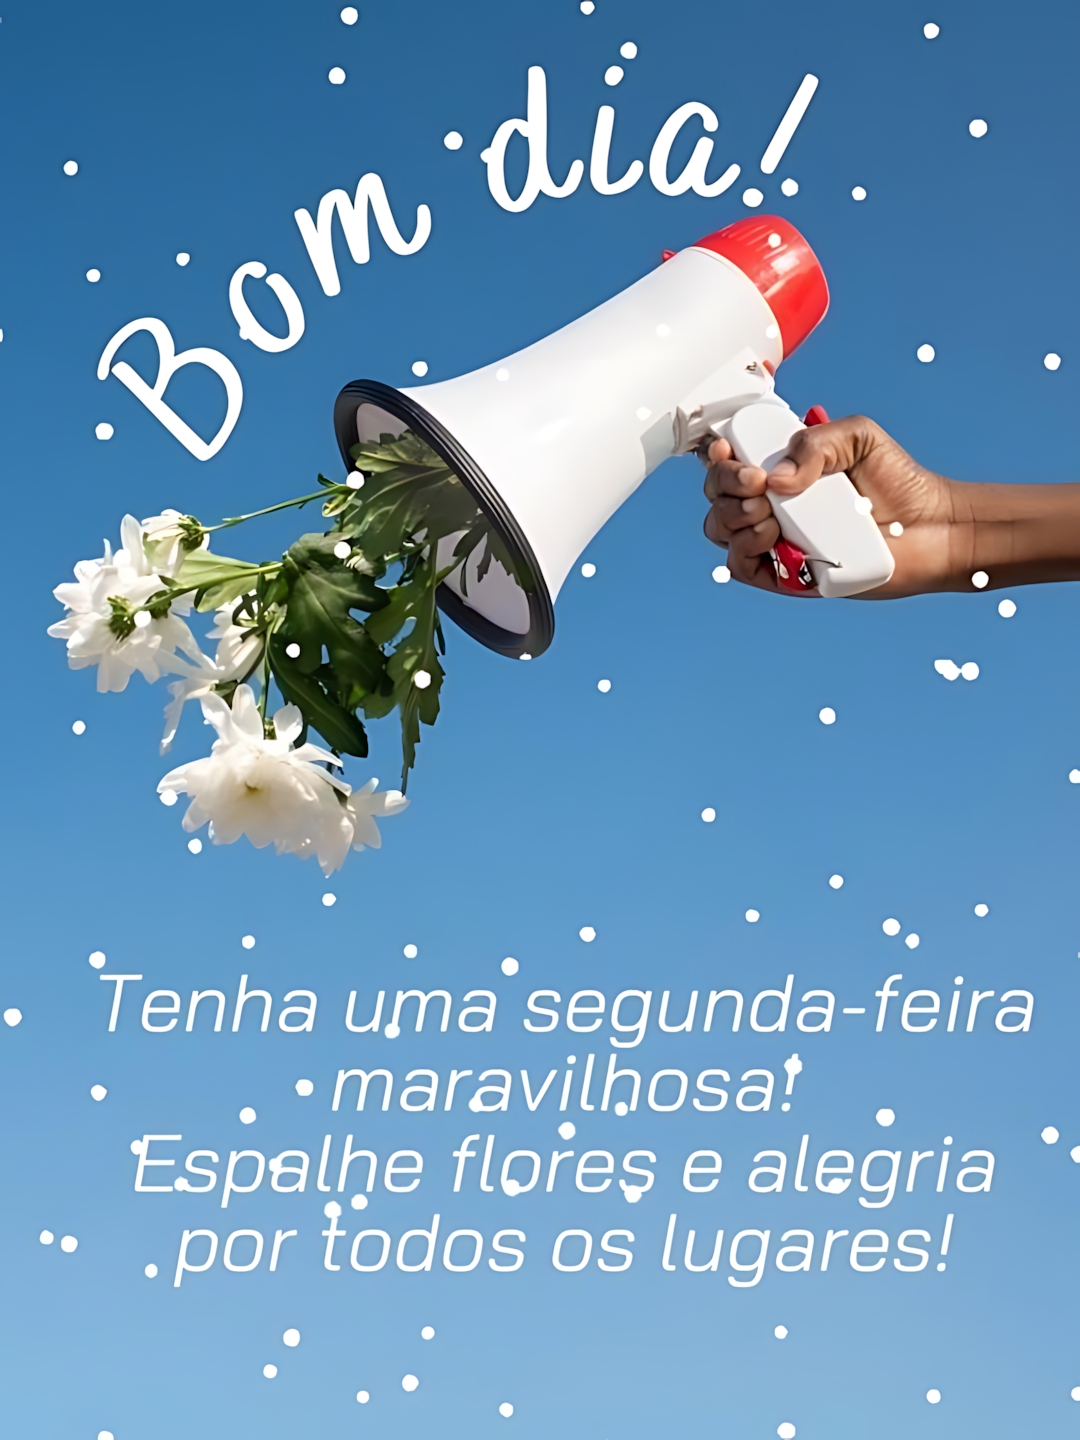 Bom dia!
Tenha uma segunda-feira
maravilhosa!
Espalhe flores e alegria
por todos os lugares!